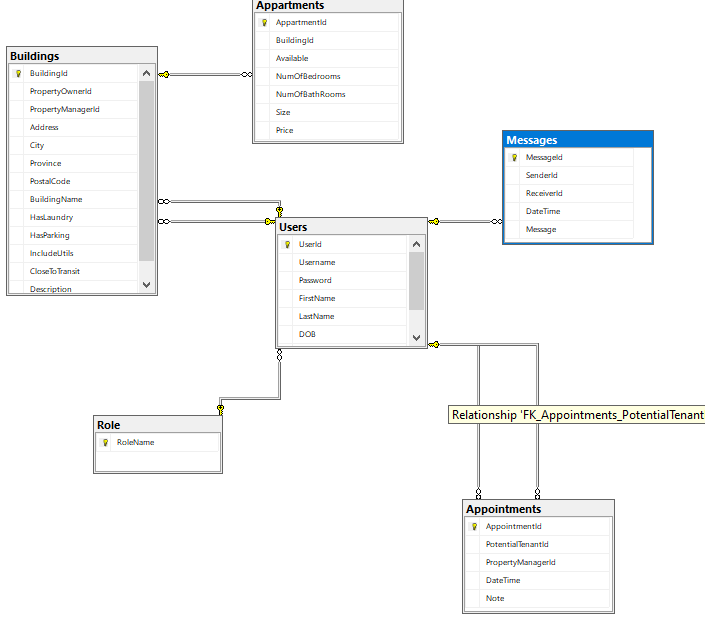 Appartments
AppartmentId
BuildingId
Available
NumOfBedrooms
NumOfBathRooms
Size
Price
Buildings
BuildingId
PropertyOwnerId
PropertyManagerId
Address
City
Province
PostalCode
BuildingName
HasLaundry
HasParking
IncludeUtils
CloseToTransit
Description
Messages
MessageId
SenderId
ReceiverId
DateTime
Message
Users
UserId
Username
Password
FirstName
LastName
DOB
Role
RoleName
Relationship 'FK_Appointments_PotentialTenant
Appointments
AppointmentId
PotentialTenantId
PropertyManagerId
DateTime
Note